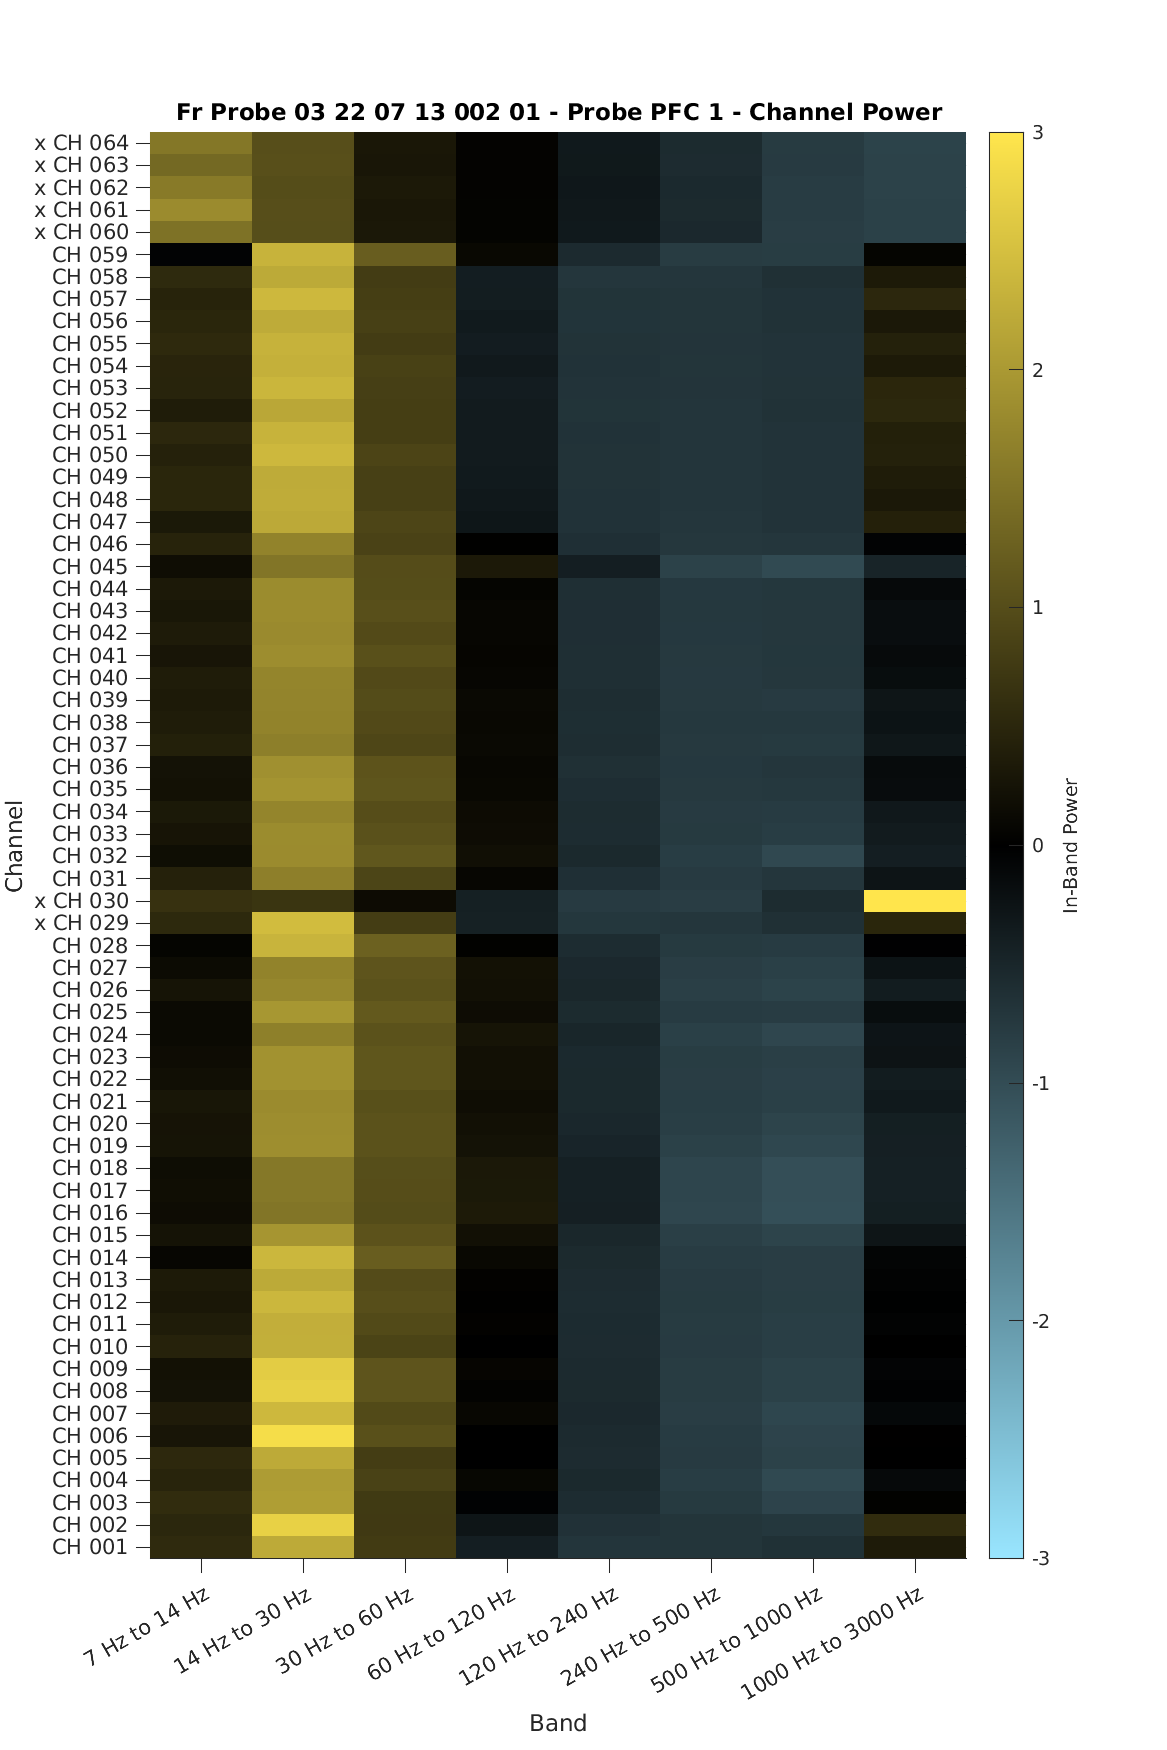 Fr Probe 03 22 07 13 002 01 - Probe PFC 1 - Channel Power
x CH 064
x CH 063
x CH 062
x CH 061
x CH 060
CH 059
CH 058
CH 057
CH 056
CH 055
CH 054
CH 053
CH 052
CH 051
CH 050
CH 049
CH 048
CH 047
CH 046
CH 045
CH 044
CH 043
CH 042
CH 041
CH 040
CH 039
CH 038
CH 037
CH 036
CH 035
CH 034
CH 033
CH 032
CH 031
x CH 030
x CH 029
CH 028
CH 027
CH 026
CH 025
CH 024
CH 023
CH 022
CH 021
CH 020
CH 019
CH 018
CH 017
CH 016
CH 015
CH 014
CH 013
CH 012
CH 011
CH 010
CH 009
CH 008
CH 007
CH 006
CH 005
CH 004
CH 003
CH 002
CH 001
Channel
7 Hz to 14 Hz
14 Hz to 30 Hz
30 Hz to 60 Hz
60 Hz to 120 Hz
120 Hz to 240 Hz
240 Hz to 500 Hz
500 Hz to 1000 Hz
1000 Hz to 3000 Hz
Band
3
2
1
0
-1
-2
-3
In-Band Power